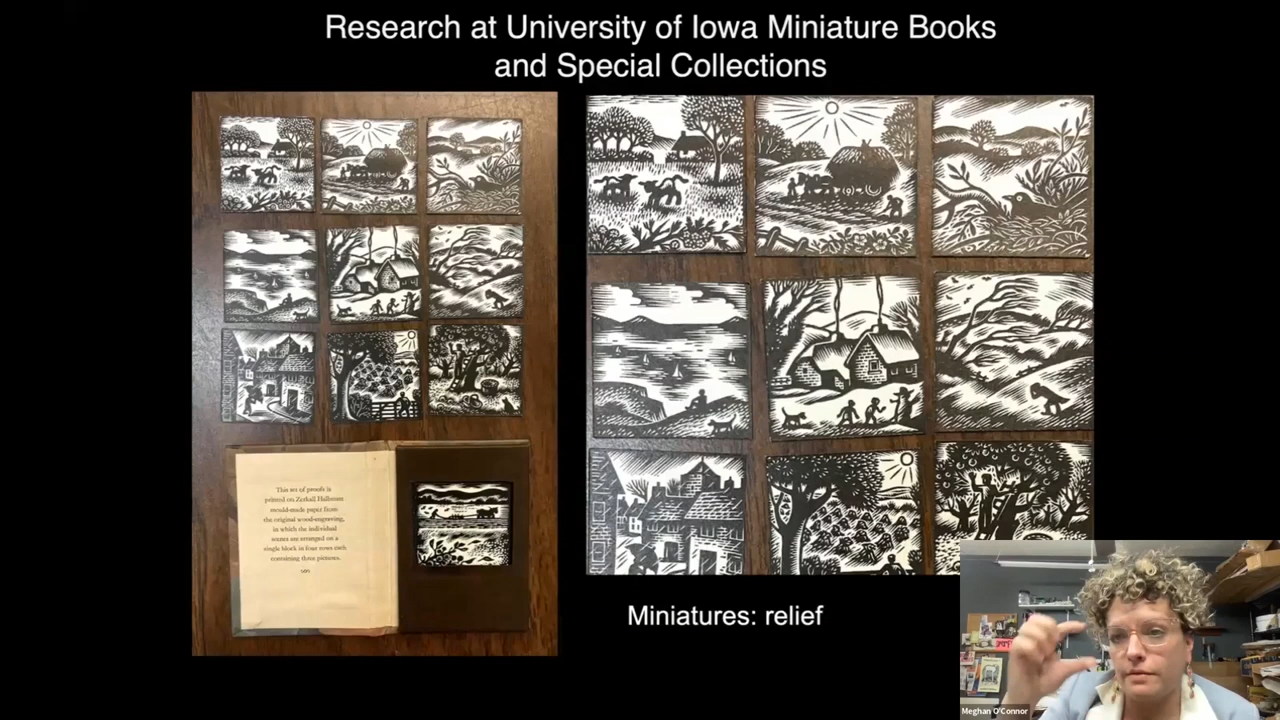 Research at University of Iowa Miniature Books
and Special Collections
This set of proofs is
printed on Zerkall Halbmatt
mould-made paper from
the original wood-engraving,
in which the individual
scenes are arranged on a
single block in four rows each
containing three pictures.
Miniatures: relief
Meghan O'Connor